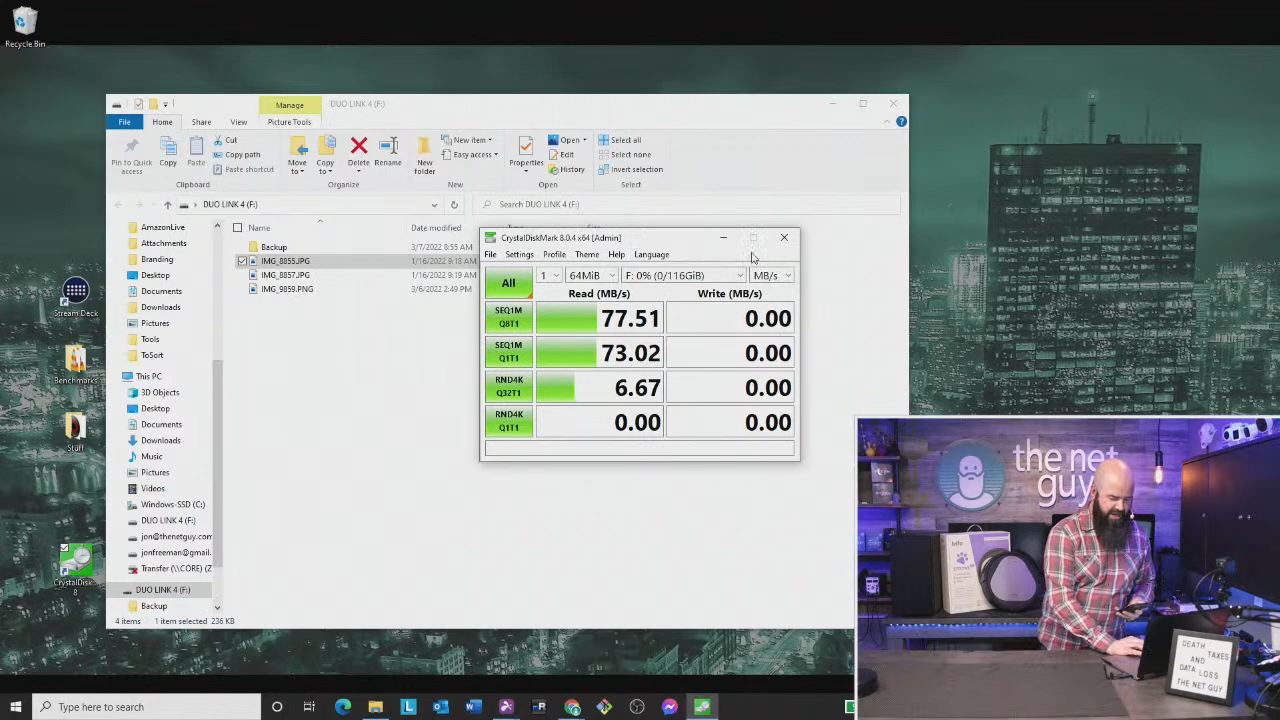 Recycle Bin
Manage
DUO LINK 4 (F:)
File
Home
Share
View
Picture Tools
Pin to Quick access
Copy
Paste
Cut
Copy path
Paste shortcut
Clipboard
Move to
Copy to
Delete
Rename
Organize
New folder
New item
Easy access
New
Properties
Open
Edit
History
Open
Select all
Select none
Invert selection
Select
DUO LINK 4 (F:)
Search DUO LINK 4 (F:)
AmazonLive
Attachments
Branding
Desktop
Documents
Downloads
Pictures
Tools
ToSort
This PC
3D Objects
Desktop
Documents
Downloads
Music
Pictures
Videos
Windows-SSD (C:)
DUO LINK 4 (F:)
jon@thenetguy.
jonfreeman@gmail.
Transfer (\\CORE) (Z
DUO LINK 4 (F:)
Backup
4 items
1 item selected 236 KB
Name
Date modified
Backup
3/7/2022 8:55 AM
IMG_8855.JPG
1/16/2022 9:18 AM
IMG_8857.JPG
1/16/2022 9:19 AM
IMG_9859.PNG
3/6/2022 2:49 PM
CrystalDiskMark 8.0.4 x64 [Admin]
File
Settings
Profile
Theme
Help
Language
All
1
64MiB
F: 0% (0/116GiB)
MB/s
Read (MB/s)
Write (MB/s)
SEQ1M
Q8T1
77.51
0.00
SEQ1M
Q1T1
73.02
0.00
RND4K
Q32T1
6.67
0.00
RND4K
Q1T1
0.00
0.00
Stream Deck
Benchmarks
Stuff
CrystalDisk...
8
the net
guy
DEATH
TAXES
AND
DATA LOSS
THE NET GUY
Type here to search